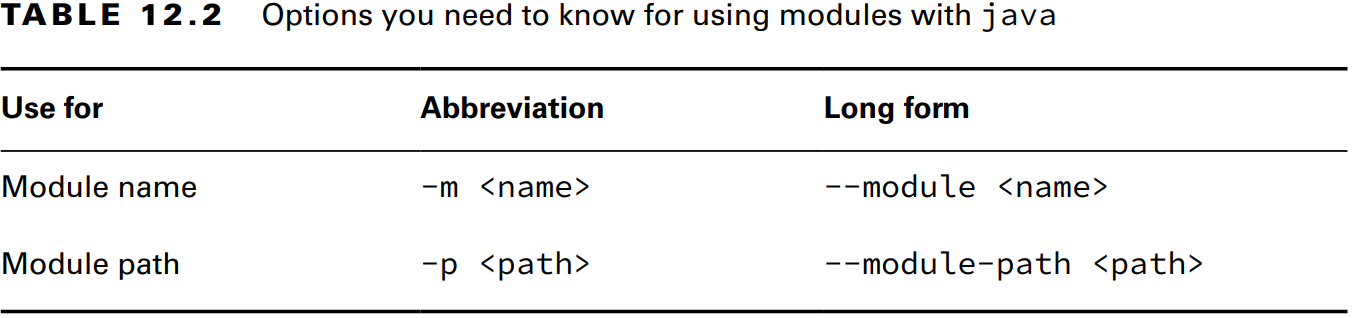 TABLE 12.2 Options you need to know for using modules with java
Use for Abbreviation Long form
Module name -m <name> --module <name>
Module path -p <path> --module-path <path>